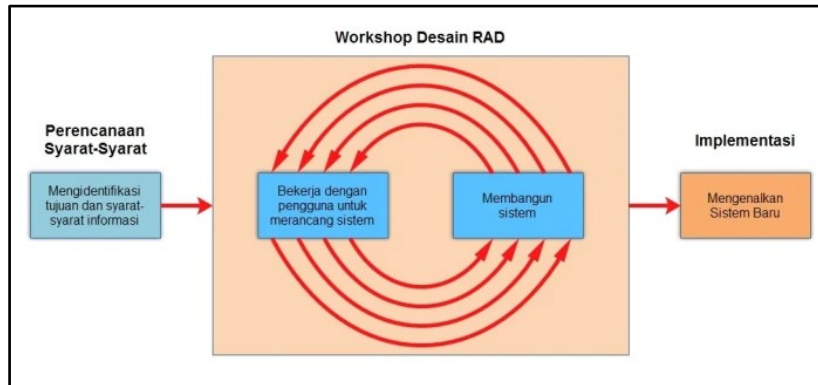 Workshop Desain RAD
Perencanaan
Syarat-Syarat
Mengidentifikasi
tujuan dan syarat-
syarat informasi
Bekerja dengan
pengguna untuk
merancang sistem
Membangun
sistem
Implementasi
Mengenalkan
Sistem Baru